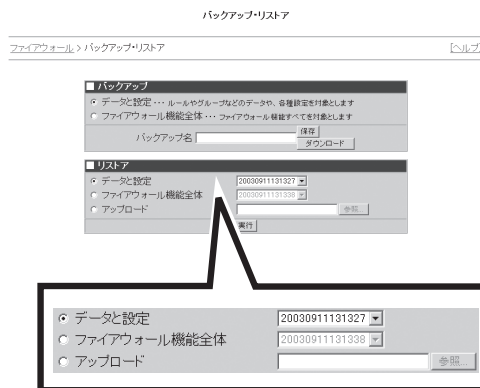 バックアップ・リストア
ファイアウォール > バックアップ・リストア [ヘルプ]
■ バックアップ
データと設定・・・ルールやグループなどのデータや、各種設定を対象とします
ファイアウォール機能全体・・・ファイアウォール機能すべてを対象とします
バックアップ名 保存
ダウンロード
■ リストア
データと設定 20030911131327
ファイアウォール機能全体 20030911131338
アップロード 参照...
実行
データと設定 20030911131327
ファイアウォール機能全体 20030911131338
アップロード 参照...